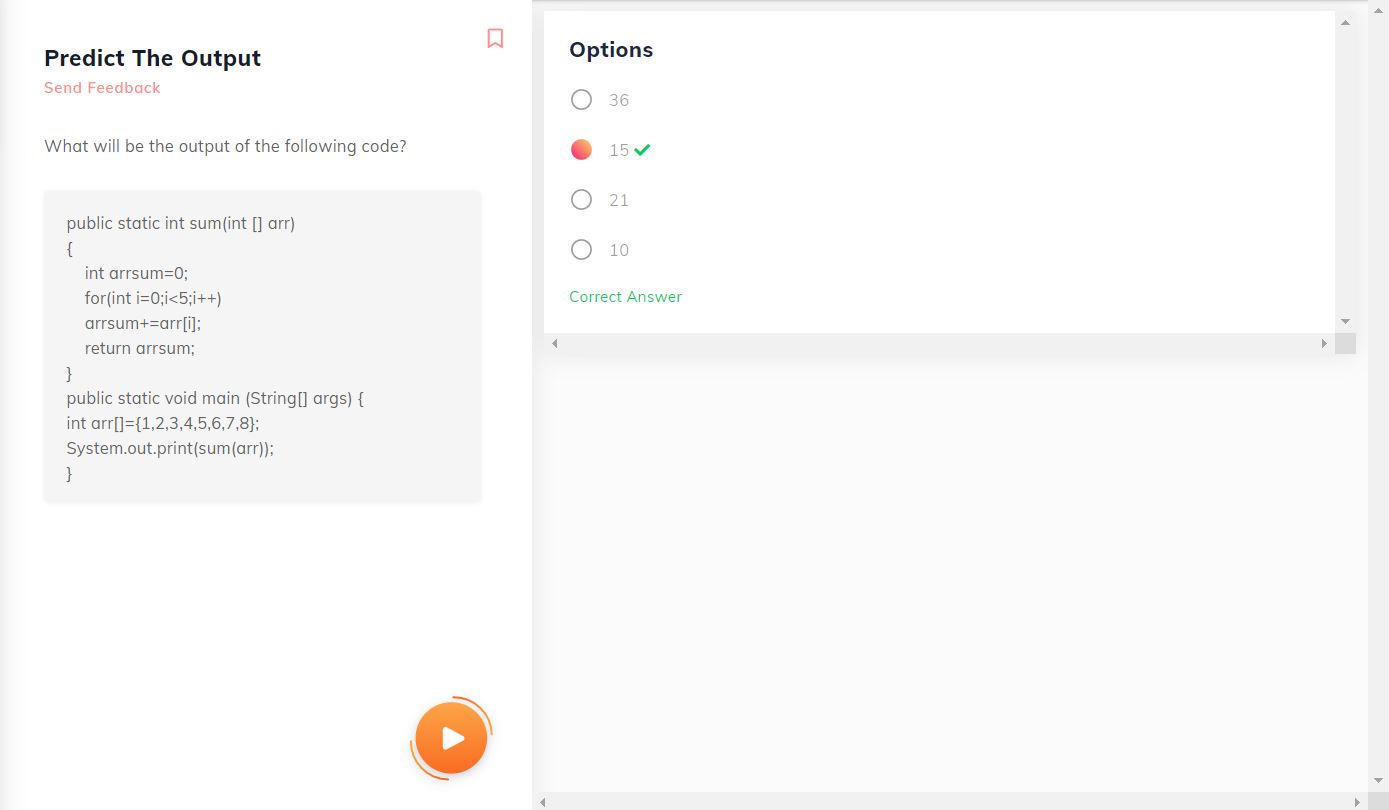 Predict The Output
Send Feedback
What will be the output of the following code?
public static int sum(int [] arr)
{
int arrsum=0;
for(int i=0;i<5;i++)
arrsum+=arr[i];
return arrsum;
}
public static void main (String[] args) {
int arr[]={1,2,3,4,5,6,7,8};
System.out.print(sum(arr));
}
Options
36
15
21
10
Correct Answer